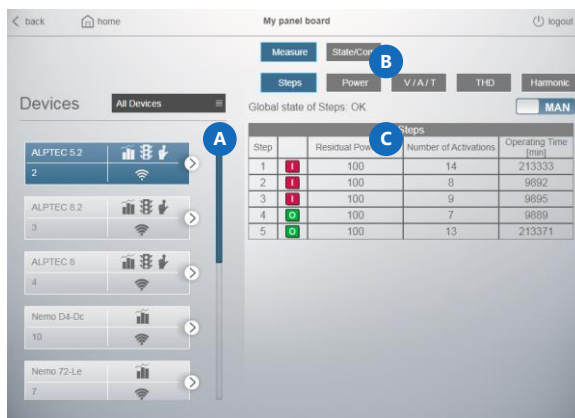 back home My panel board logout
Measure State/Con
B
Steps Power V/A/T THD Harmonic
Devices All Devices
Global state of Steps: OK MAN
A
C
Steps
Step Residual Pow Number of Activations Operating Time [min]
1 I 100 14 213333
2 I 100 8 9892
3 I 100 9 9895
4 O 100 7 9889
5 O 100 13 213371
ALPTEC 5.2
2
ALPTEC 8.2
3
ALPTEC 8
4
Nemo D4-Dc
10
Nemo 72-Le
7